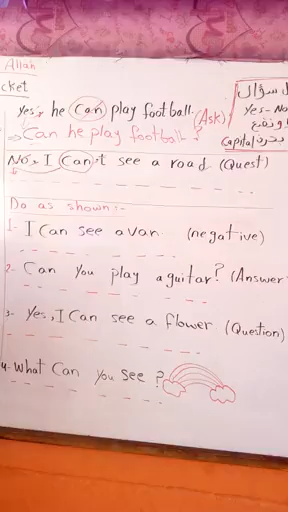 Allah
cket
ل سؤال
Yes, he Can play football. (Ask)
Yes - No
Capital
⇒ Can he play football ?
No, I Can't see a road (Quest)
Do as shown:-
1- I Can see a van (negative)
2- Can you play a guitar? (Answer
3- Yes, I Can see a flower (Question)
4- What Can you see ?